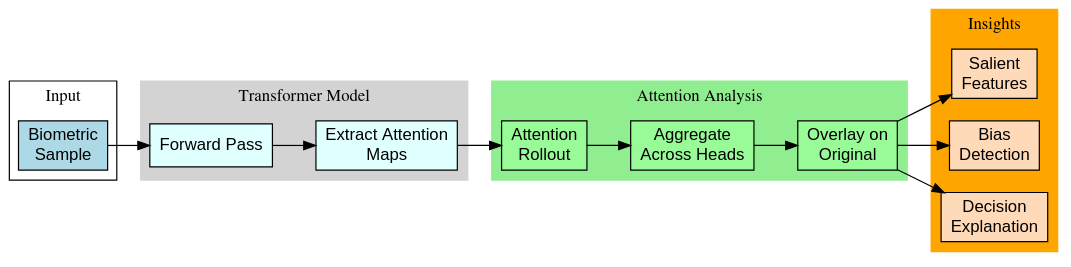 Input
Biometric
Sample
Transformer Model
Forward Pass
Extract Attention
Maps
Attention Analysis
Attention
Rollout
Aggregate
Across Heads
Overlay on
Original
Insights
Salient
Features
Bias
Detection
Decision
Explanation